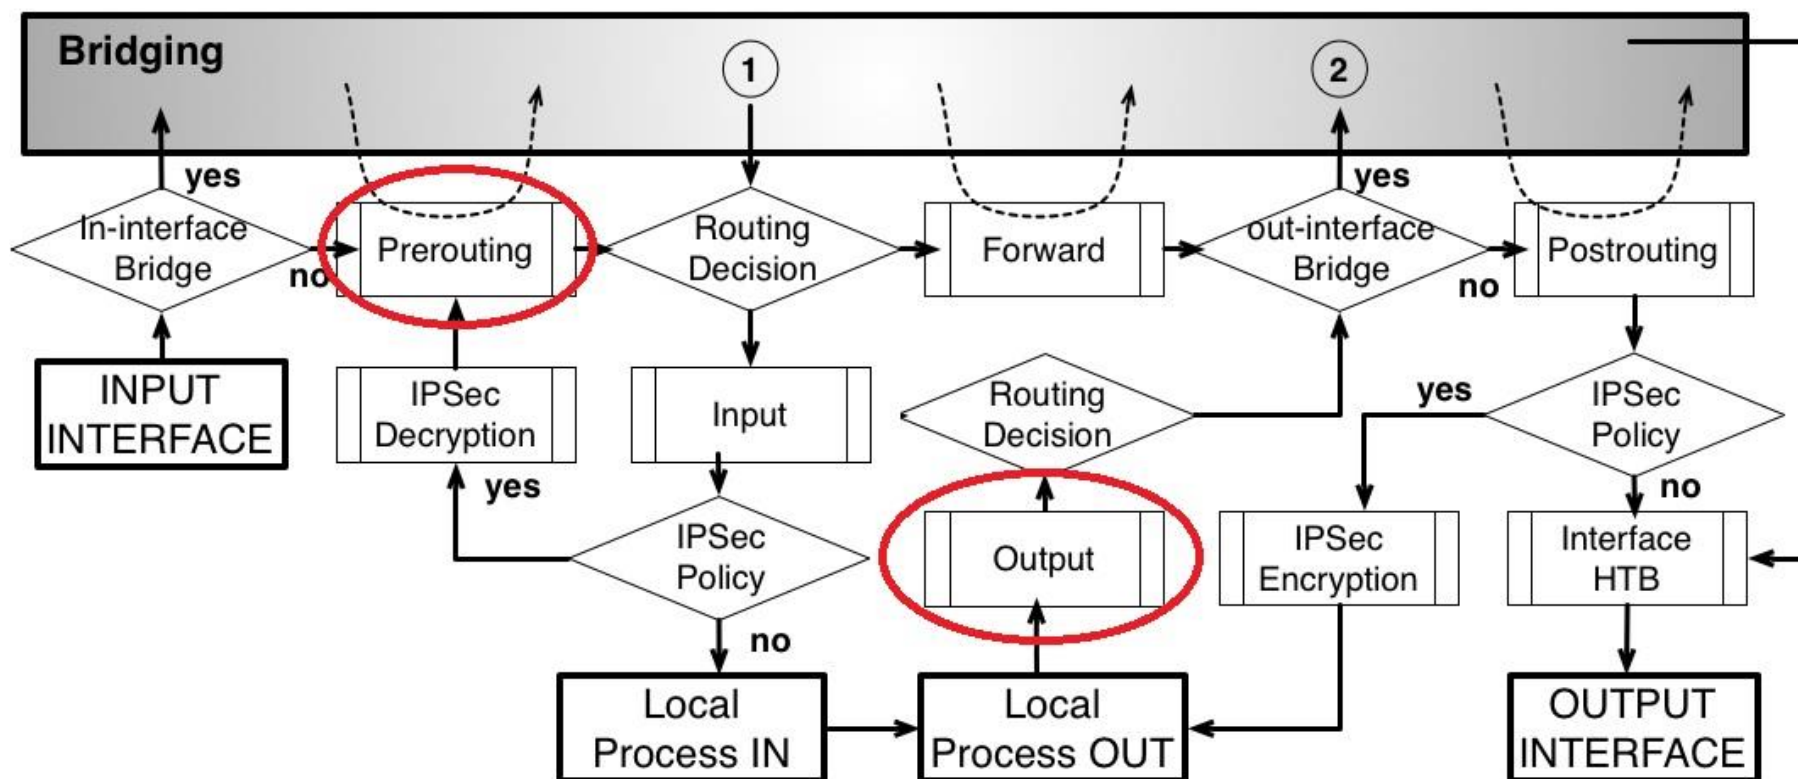 Bridging
1
2
yes
yes
In-interface
Bridge
no
Prerouting
Routing
Decision
Forward
out-interface
Bridge
no
Postrouting
INPUT
INTERFACE
IPSec
Decryption
yes
Input
Routing
Decision
yes
IPSec
Policy
no
IPSec
Policy
no
Output
IPSec
Encryption
Interface
HTB
Local
Process IN
Local
Process OUT
OUTPUT
INTERFACE